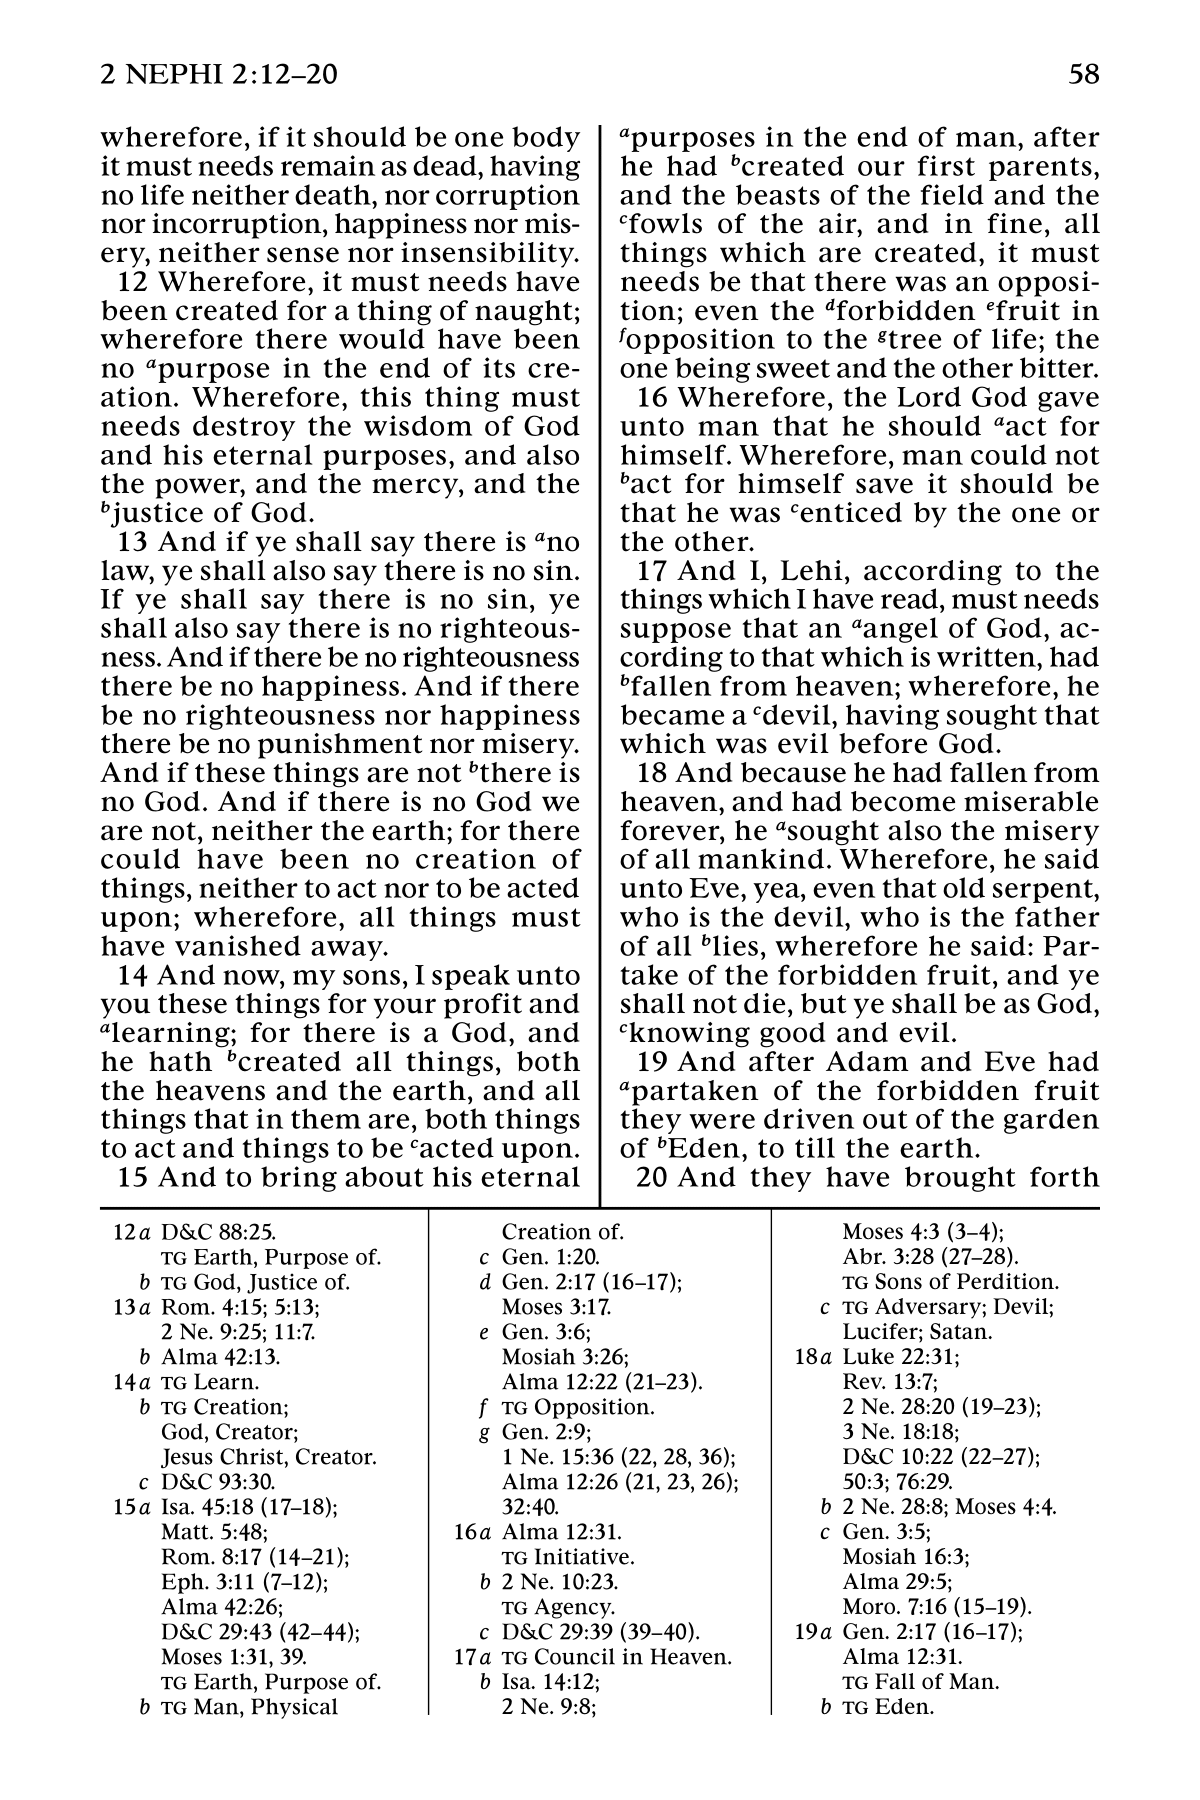 2 NEPHI 2:12–20
58
wherefore, if it should be one body
it must needs remain as dead, having
no life neither death, nor corruption
nor incorruption, happiness nor mis-
ery, neither sense nor insensibility.
12 Wherefore, it must needs have
been created for a thing of naught;
wherefore there would have been
no a purpose in the end of its cre-
ation. Wherefore, this thing must
needs destroy the wisdom of God
and his eternal purposes, and also
the power, and the mercy, and the
b justice of God.
13 And if ye shall say there is a no
law, ye shall also say there is no sin.
If ye shall say there is no sin, ye
shall also say there is no righteous-
ness. And if there be no righteousness
there be no happiness. And if there
be no righteousness nor happiness
there be no punishment nor misery.
And if these things are not b there is
no God. And if there is no God we
are not, neither the earth; for there
could have been no creation of
things, neither to act nor to be acted
upon; wherefore, all things must
have vanished away.
14 And now, my sons, I speak unto
you these things for your profit and
a learning; for there is a God, and
he hath b created all things, both
the heavens and the earth, and all
things that in them are, both things
to act and things to be c acted upon.
15 And to bring about his eternal
a purposes in the end of man, after
he had b created our first parents,
and the beasts of the field and the
c fowls of the air, and in fine, all
things which are created, it must
needs be that there was an opposi-
tion; even the d forbidden e fruit in
f opposition to the g tree of life; the
one being sweet and the other bitter.
16 Wherefore, the Lord God gave
unto man that he should a act for
himself. Wherefore, man could not
b act for himself save it should be
that he was c enticed by the one or
the other.
17 And I, Lehi, according to the
things which I have read, must needs
suppose that an a angel of God, ac-
cording to that which is written, had
b fallen from heaven; wherefore, he
became a c devil, having sought that
which was evil before God.
18 And because he had fallen from
heaven, and had become miserable
forever, he a sought also the misery
of all mankind. Wherefore, he said
unto Eve, yea, even that old serpent,
who is the devil, who is the father
of all b lies, wherefore he said: Par-
take of the forbidden fruit, and ye
shall not die, but ye shall be as God,
c knowing good and evil.
19 And after Adam and Eve had
a partaken of the forbidden fruit
they were driven out of the garden
of b Eden, to till the earth.
20 And they have brought forth
12 a D&C 88:25.
TG Earth, Purpose of.
b TG God, Justice of.
13 a Rom. 4:15; 5:13;
2 Ne. 9:25; 11:7.
b Alma 42:13.
14 a TG Learn.
b TG Creation;
God, Creator;
Jesus Christ, Creator.
c D&C 93:30.
15 a Isa. 45:18 (17–18);
Matt. 5:48;
Rom. 8:17 (14–21);
Eph. 3:11 (7–12);
Alma 42:26;
D&C 29:43 (42–44);
Moses 1:31, 39.
TG Earth, Purpose of.
b TG Man, Physical
Creation of.
c Gen. 1:20.
d Gen. 2:17 (16–17);
Moses 3:17.
e Gen. 3:6;
Mosiah 3:26;
Alma 12:22 (21–23).
f TG Opposition.
g Gen. 2:9;
1 Ne. 15:36 (22, 28, 36);
Alma 12:26 (21, 23, 26);
32:40.
16 a Alma 12:31.
TG Initiative.
b 2 Ne. 10:23.
TG Agency.
c D&C 29:39 (39–40).
17 a TG Council in Heaven.
b Isa. 14:12;
2 Ne. 9:8;
Moses 4:3 (3–4);
Abr. 3:28 (27–28).
TG Sons of Perdition.
c TG Adversary; Devil;
Lucifer; Satan.
18 a Luke 22:31;
Rev. 13:7;
2 Ne. 28:20 (19–23);
3 Ne. 18:18;
D&C 10:22 (22–27);
50:3; 76:29.
b 2 Ne. 28:8; Moses 4:4.
c Gen. 3:5;
Mosiah 16:3;
Alma 29:5;
Moro. 7:16 (15–19).
19 a Gen. 2:17 (16–17);
Alma 12:31.
TG Fall of Man.
b TG Eden.